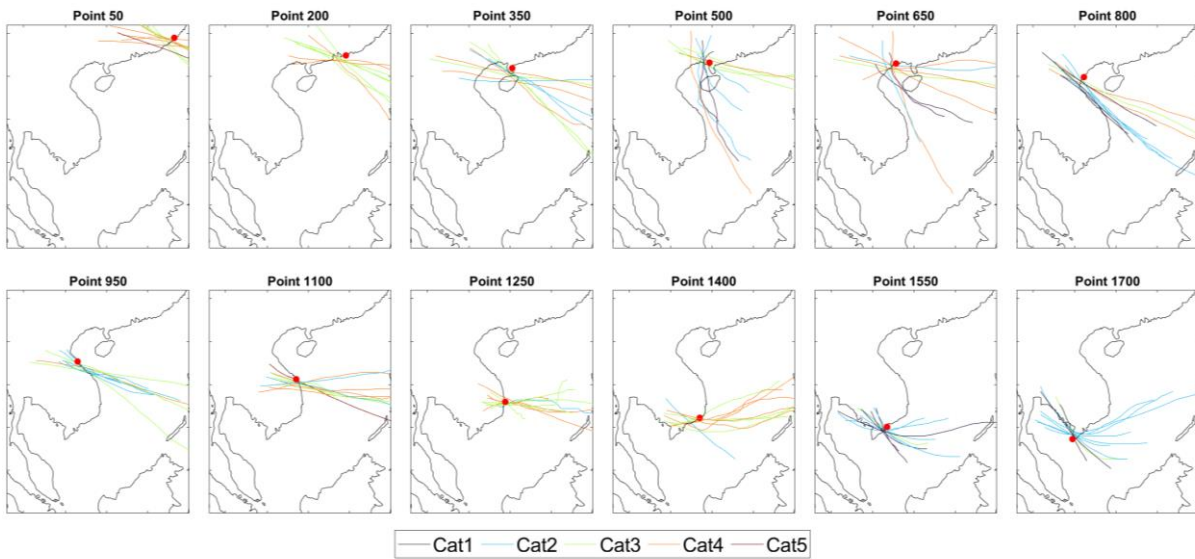 Point 50 Point 200 Point 350 Point 500 Point 650 Point 800
Point 950 Point 1100 Point 1250 Point 1400 Point 1550 Point 1700
Cat1 Cat2 Cat3 Cat4 Cat5